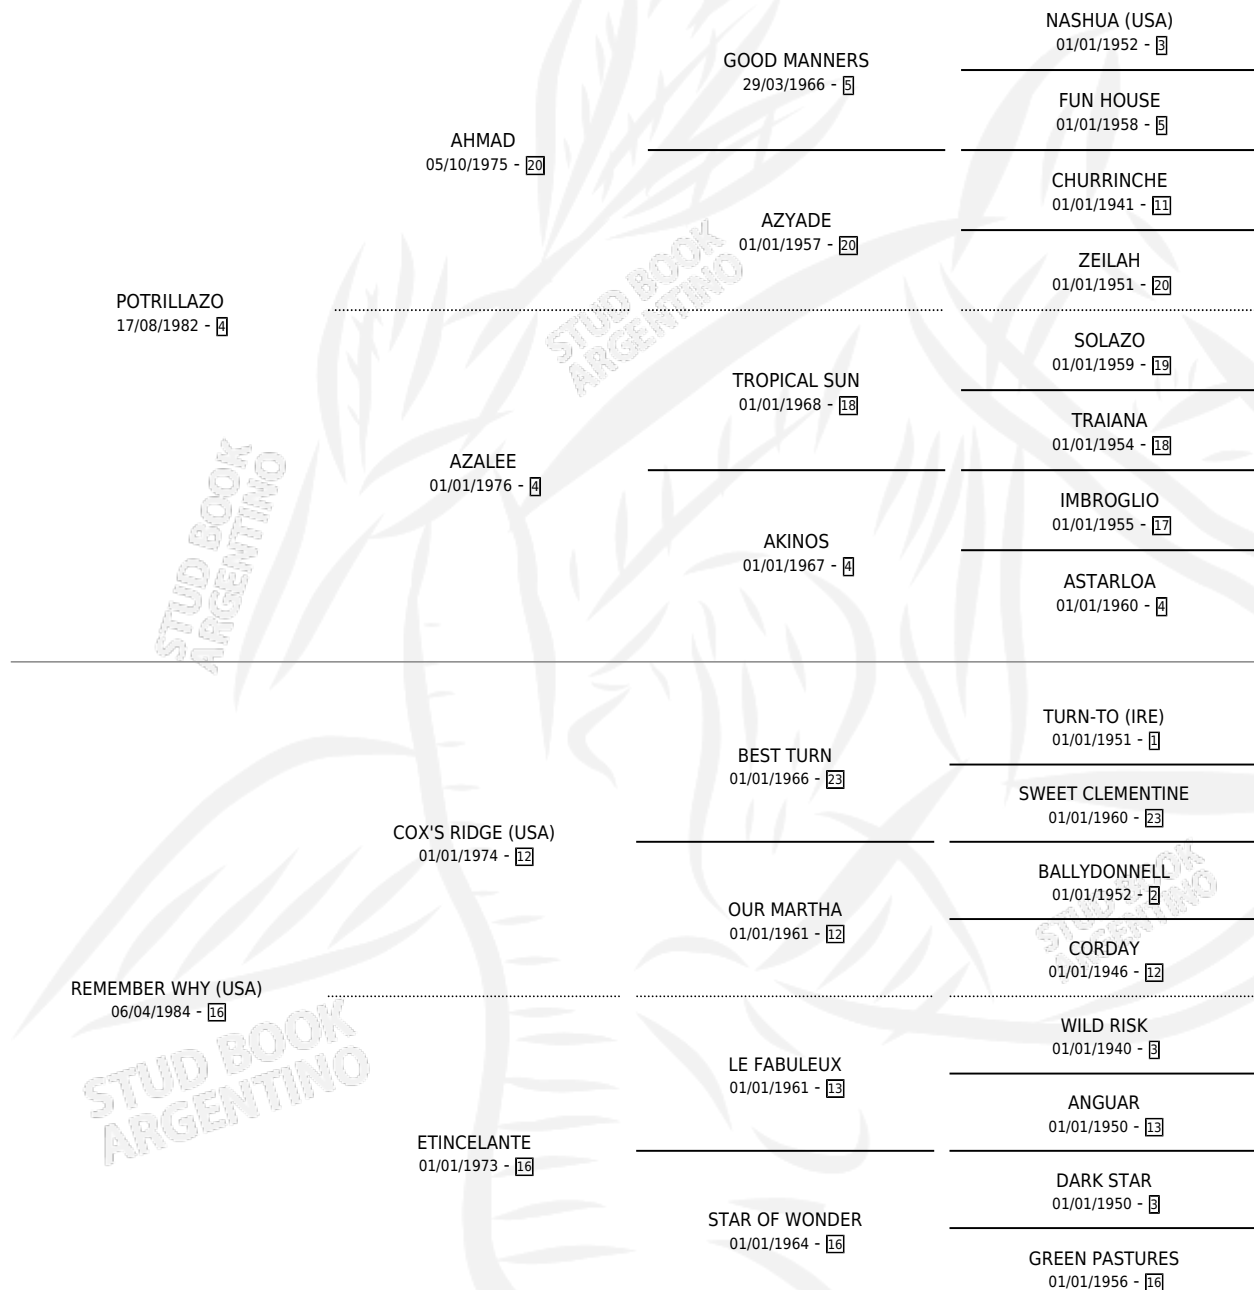 NASHUA (USA)
01/01/1952 - 3
GOOD MANNERS
29/03/1966 - 5
FUN HOUSE
01/01/1958 - 5
AHMAD
05/10/1975 - 20
CHURRINCHE
01/01/1941 - 11
AZYADE
01/01/1957 - 20
ZEILAH
01/01/1951 - 20
POTRILLAZO
17/08/1982 - 4
SOLAZO
01/01/1959 - 19
TROPICAL SUN
01/01/1968 - 18
TRAIANA
01/01/1954 - 18
AZALEE
01/01/1976 - 4
IMBROGLIO
01/01/1955 - 17
AKINOS
01/01/1967 - 4
ASTARLOA
01/01/1960 - 4
STUD BOOK
ARGENTINO
STUD BOOK
ARGENTINO
TURN-TO (IRE)
01/01/1951 - 1
BEST TURN
01/01/1966 - 23
SWEET CLEMENTINE
01/01/1960 - 23
COX'S RIDGE (USA)
01/01/1974 - 12
BALLYDONNELL
01/01/1952 - 2
OUR MARTHA
01/01/1961 - 12
CORDAY
01/01/1946 - 12
REMEMBER WHY (USA)
06/04/1984 - 16
WILD RISK
01/01/1940 - 3
LE FABULEUX
01/01/1961 - 13
ANGUAR
01/01/1950 - 13
ETINCELANTE
01/01/1973 - 16
DARK STAR
01/01/1950 - 3
STAR OF WONDER
01/01/1964 - 16
GREEN PASTURES
01/01/1956 - 16
STUD BOOK
ARGENTINO
STUD BOOK
ARGENTINO